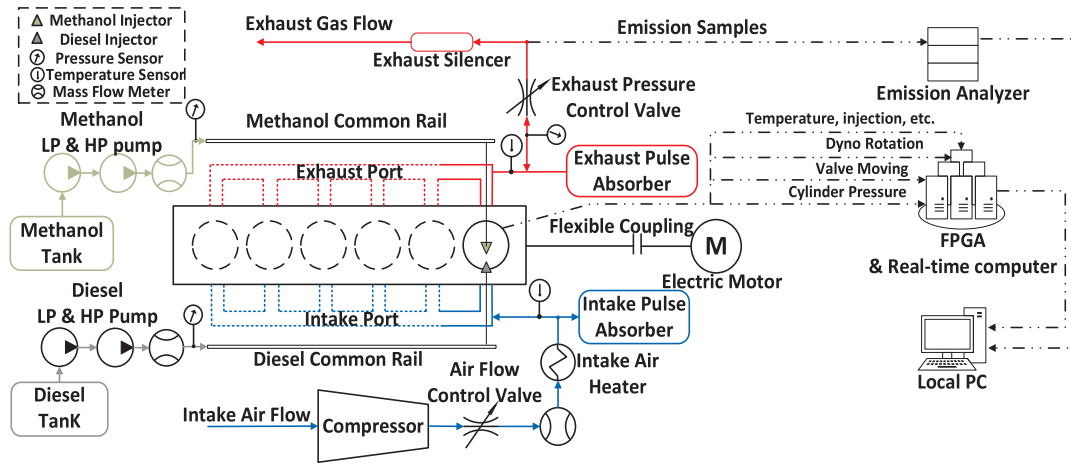 Methanol Injector
Diesel Injector
Pressure Sensor
Temperature Sensor
Mass Flow Meter
Exhaust Gas Flow
Exhaust Silencer
Emission Samples
Emission Analyzer
Exhaust Pressure
Control Valve
Methanol
LP & HP pump
Methanol Common Rail
Temperature, injection, etc.
Dyno Rotation
Valve Moving
Cylinder Pressure
Exhaust Port
Exhaust Pulse
Absorber
Methanol
Tank
Flexible Coupling
M
Electric Motor
FPGA
& Real-time computer
Diesel
LP & HP Pump
Intake Port
Intake Pulse
Absorber
Diesel Common Rail
Intake Air
Heater
Local PC
Diesel
TanK
Air Flow
Control Valve
Intake Air Flow
Compressor